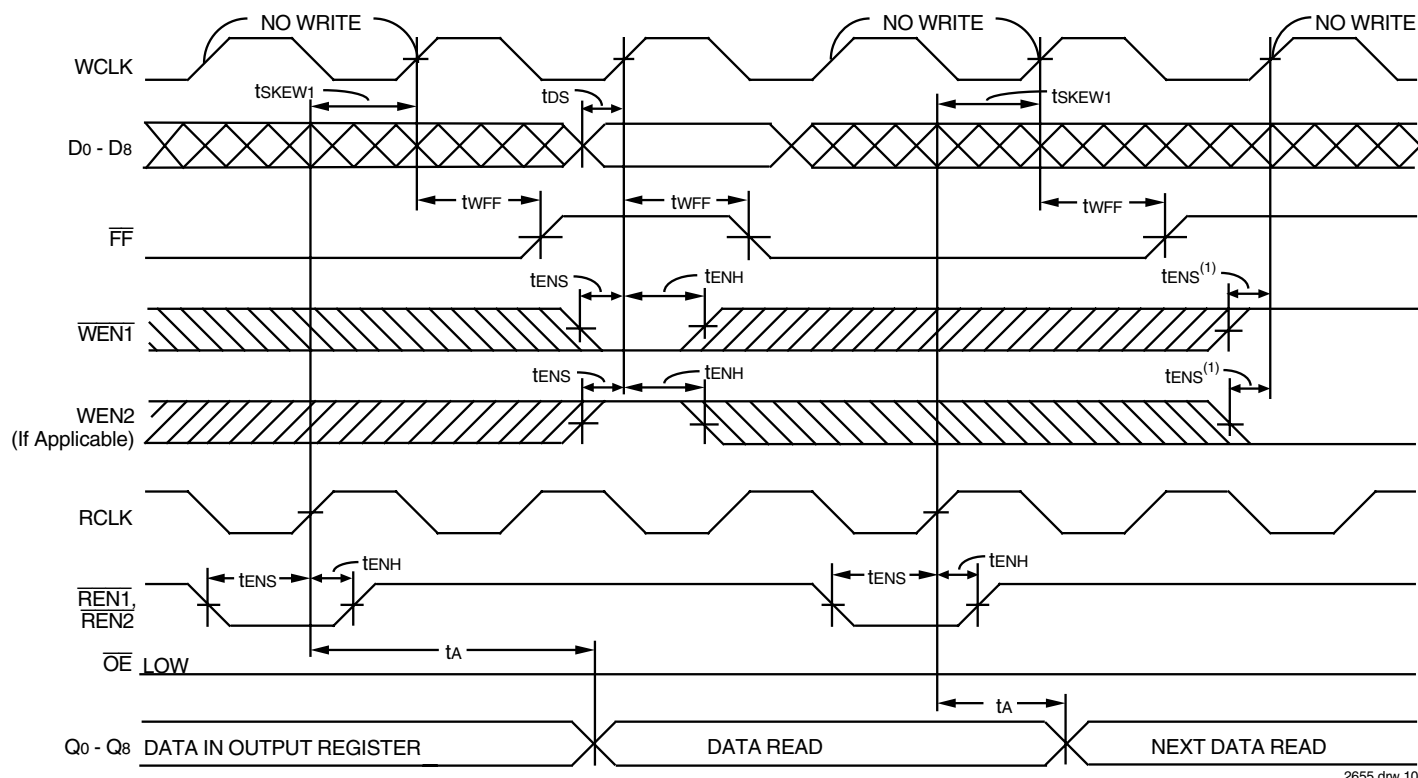 NO WRITE NO WRITE NO WRITE
WCLK
tSKEW1 tDS tSKEW1
D0 - D8
tWFF tWFF tWFF
FF
tENS tENH tENS(1)
WEN1
tENS tENH tENS(1)
WEN2
(If Applicable)
RCLK
tENS tENH tENS tENH
REN1,
REN2
tA
OE LOW
tA
Q0 - Q8 DATA IN OUTPUT REGISTER DATA READ NEXT DATA READ
2655 drw 10